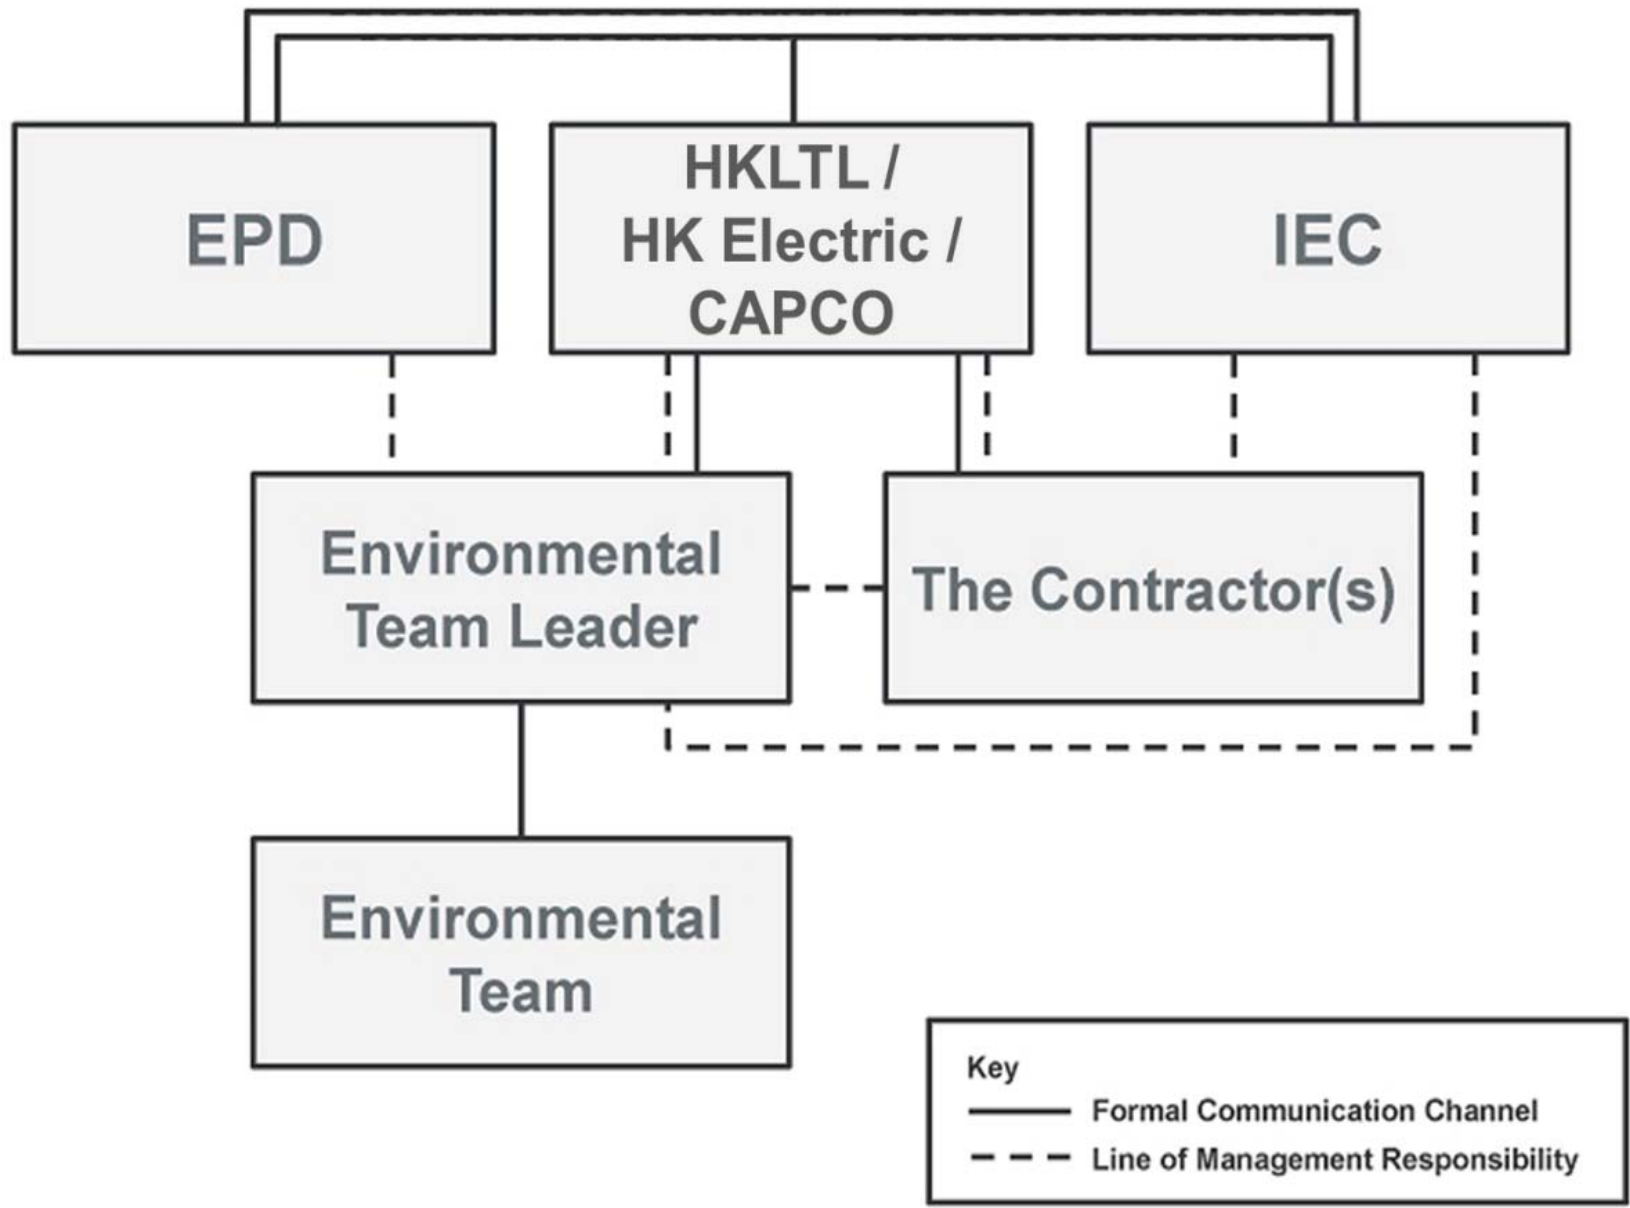 EPD
HKLTL /
HK Electric /
CAPCO
IEC
Environmental
Team Leader
The Contractor(s)
Environmental
Team
Key
Formal Communication Channel
Line of Management Responsibility